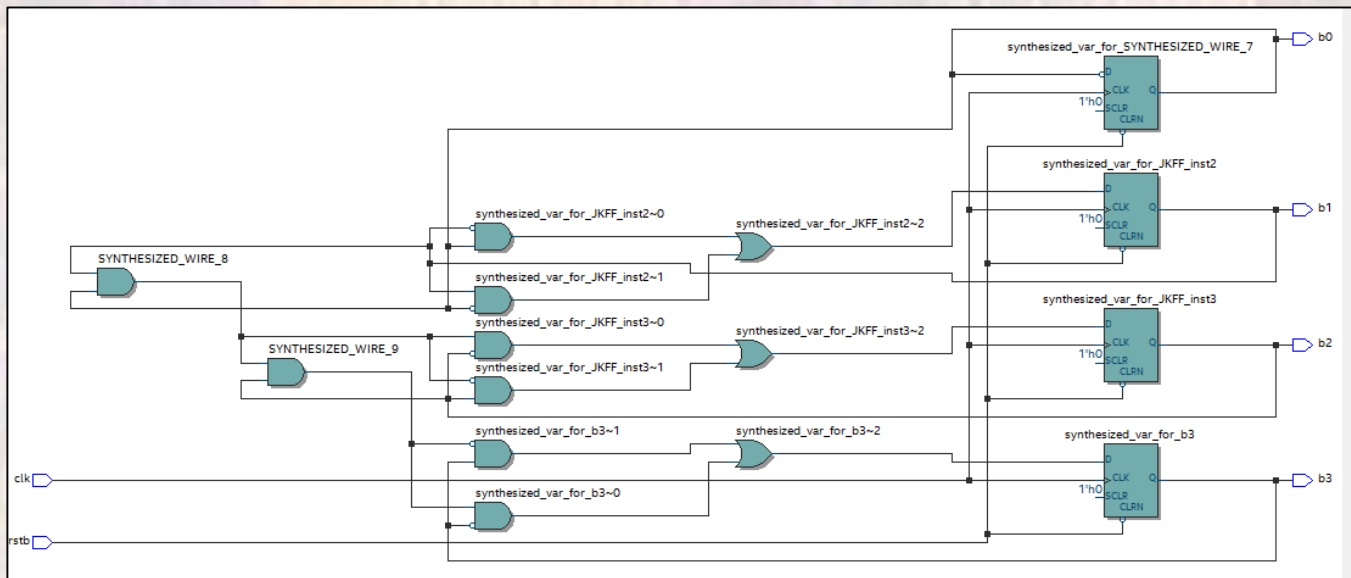 synthesized_var_for_SYNTHESIZED_WIRE_7
b0
D
CLK
Q
1'h0
SCLR
CLRN
synthesized_var_for_JKFF_inst2
D
CLK
Q
b1
1'h0
SCLR
CLRN
synthesized_var_for_JKFF_inst2~0
synthesized_var_for_JKFF_inst2~2
SYNTHESIZED_WIRE_8
synthesized_var_for_JKFF_inst2~1
synthesized_var_for_JKFF_inst3
synthesized_var_for_JKFF_inst3~0
synthesized_var_for_JKFF_inst3~2
D
CLK
Q
b2
1'h0
SCLR
CLRN
SYNTHESIZED_WIRE_9
synthesized_var_for_JKFF_inst3~1
synthesized_var_for_b3~1
synthesized_var_for_b3~2
synthesized_var_for_b3
D
clk
CLK
Q
b3
1'h0
SCLR
CLRN
synthesized_var_for_b3~0
rstb